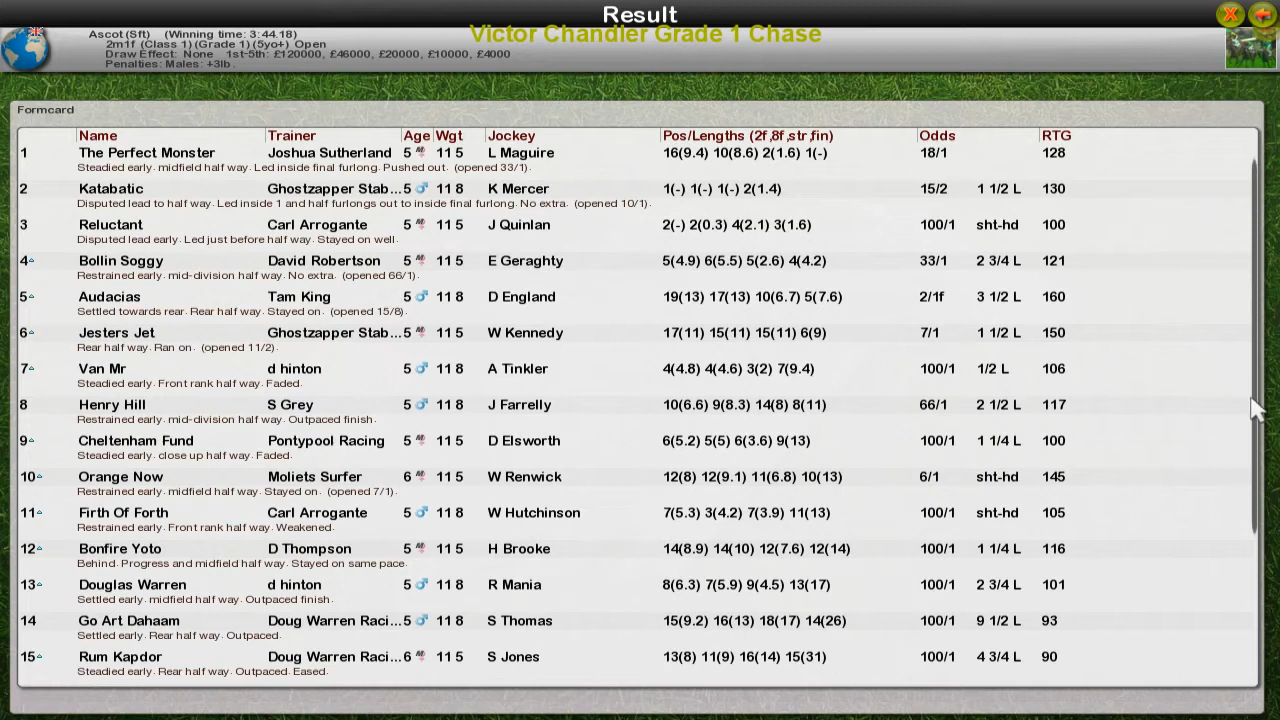 Result
Victor Chandler Grade 1 Chase
Ascot (Sft) (Winning time: 3:44.18)
2m1f (Class 1) (Grade 1) (5yo+) Open
Draw Effect: None 1st-5th: £120000, £46000, £20000, £10000, £4000
Penalties: Males: +3lb.
Formcard
Name Trainer Age Wgt Jockey Pos/Lengths (2f,8f,str,fin) Odds RTG
1 The Perfect Monster Joshua Sutherland 5 11 5 L Maguire 16(9.4) 10(8.6) 2(1.6) 1(-) 18/1 128
Steadied early. midfield half way. Led inside final furlong. Pushed out. (opened 33/1).
2 Katabatic Ghostzapper Stab... 5 11 8 K Mercer 1(-) 1(-) 1(-) 2(1.4) 15/2 1 1/2 L 130
Disputed lead to half way. Led inside 1 and half furlongs out to inside final furlong. No extra. (opened 10/1).
3 Reluctant Carl Arrogante 5 11 5 J Quinlan 2(-) 2(0.3) 4(2.1) 3(1.6) 100/1 sht-hd 100
Disputed lead early. Led just before half way. Stayed on well.
4 Bollin Soggy David Robertson 5 11 5 E Geraghty 5(4.9) 6(5.5) 5(2.6) 4(4.2) 33/1 2 3/4 L 121
Restrained early. mid-division half way. No extra. (opened 66/1).
5 Audacias Tam King 5 11 8 D England 19(13) 17(13) 10(6.7) 5(7.6) 2/1f 3 1/2 L 160
Settled towards rear. Rear half way. Stayed on. (opened 15/8).
6 Jesters Jet Ghostzapper Stab... 5 11 5 W Kennedy 17(11) 15(11) 15(11) 6(9) 7/1 1 1/2 L 150
Rear half way. Ran on. (opened 11/2).
7 Van Mr d hinton 5 11 8 A Tinkler 4(4.8) 4(4.6) 3(2) 7(9.4) 100/1 1/2 L 106
Steadied early. Front rank half way. Faded.
8 Henry Hill S Grey 5 11 8 J Farrelly 10(6.6) 9(8.3) 14(8) 8(11) 66/1 2 1/2 L 117
Restrained early. mid-division half way. Outpaced finish.
9 Cheltenham Fund Pontypool Racing 5 11 5 D Elsworth 6(5.2) 5(5) 6(3.6) 9(13) 100/1 1 1/4 L 100
Steadied early. close up half way. Faded.
10 Orange Now Moliets Surfer 6 11 5 W Renwick 12(8) 12(9.1) 11(6.8) 10(13) 6/1 sht-hd 145
Restrained early. midfield half way. Stayed on. (opened 7/1).
11 Firth Of Forth Carl Arrogante 5 11 8 W Hutchinson 7(5.3) 3(4.2) 7(3.9) 11(13) 100/1 sht-hd 105
Restrained early. Front rank half way. Weakened.
12 Bonfire Yoto D Thompson 5 11 5 H Brooke 14(8.9) 14(10) 12(7.6) 12(14) 100/1 1 1/4 L 116
Behind. Progress and midfield half way. Stayed on same pace.
13 Douglas Warren d hinton 5 11 8 R Mania 8(6.3) 7(5.9) 9(4.5) 13(17) 100/1 2 3/4 L 101
Settled early. midfield half way. Outpaced finish.
14 Go Art Dahaam Doug Warren Raci... 5 11 8 S Thomas 15(9.2) 16(13) 18(17) 14(26) 100/1 9 1/2 L 93
Settled early. Rear half way. Outpaced.
15 Rum Kapdor Doug Warren Raci... 6 11 5 S Jones 13(8) 11(9) 16(14) 15(31) 100/1 4 3/4 L 90
Steadied early. Rear half way. Outpaced. Eased.